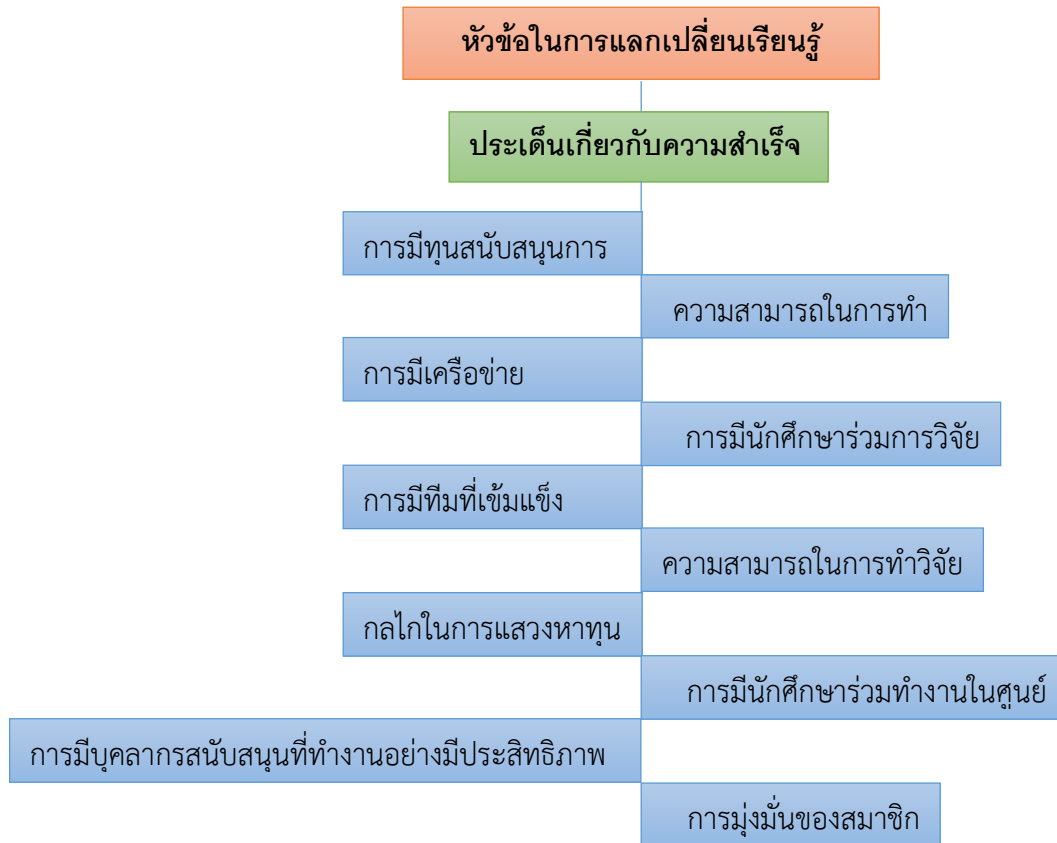 หัวข้อในการแลกเปลี่ยนเรียนรู้
ประเด็นเกี่ยวกับความสำเร็จ
การมีทุนสนับสนุนการ
ความสามารถในการทำ
การมีเครือข่าย
การมีนักศึกษาร่วมการวิจัย
การมีทีมที่เข้มแข็ง
ความสามารถในการทำวิจัย
กลไกในการแสวงหาทุน
การมีนักศึกษาร่วมทำงานในศูนย์
การมีบุคลากรสนับสนุนที่ทำงานอย่างมีประสิทธิภาพ
การมุ่งมั่นของสมาชิก